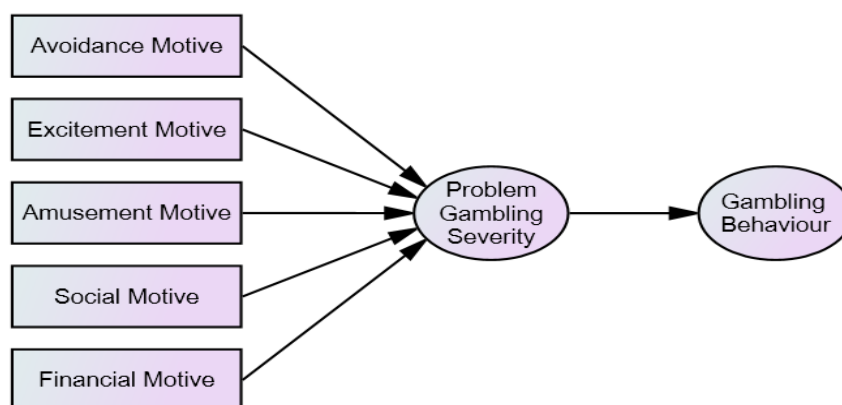 Avoidance Motive
Excitement Motive
Amusement Motive
Social Motive
Financial Motive
Problem
Gambling
Severity
Gambling
Behaviour